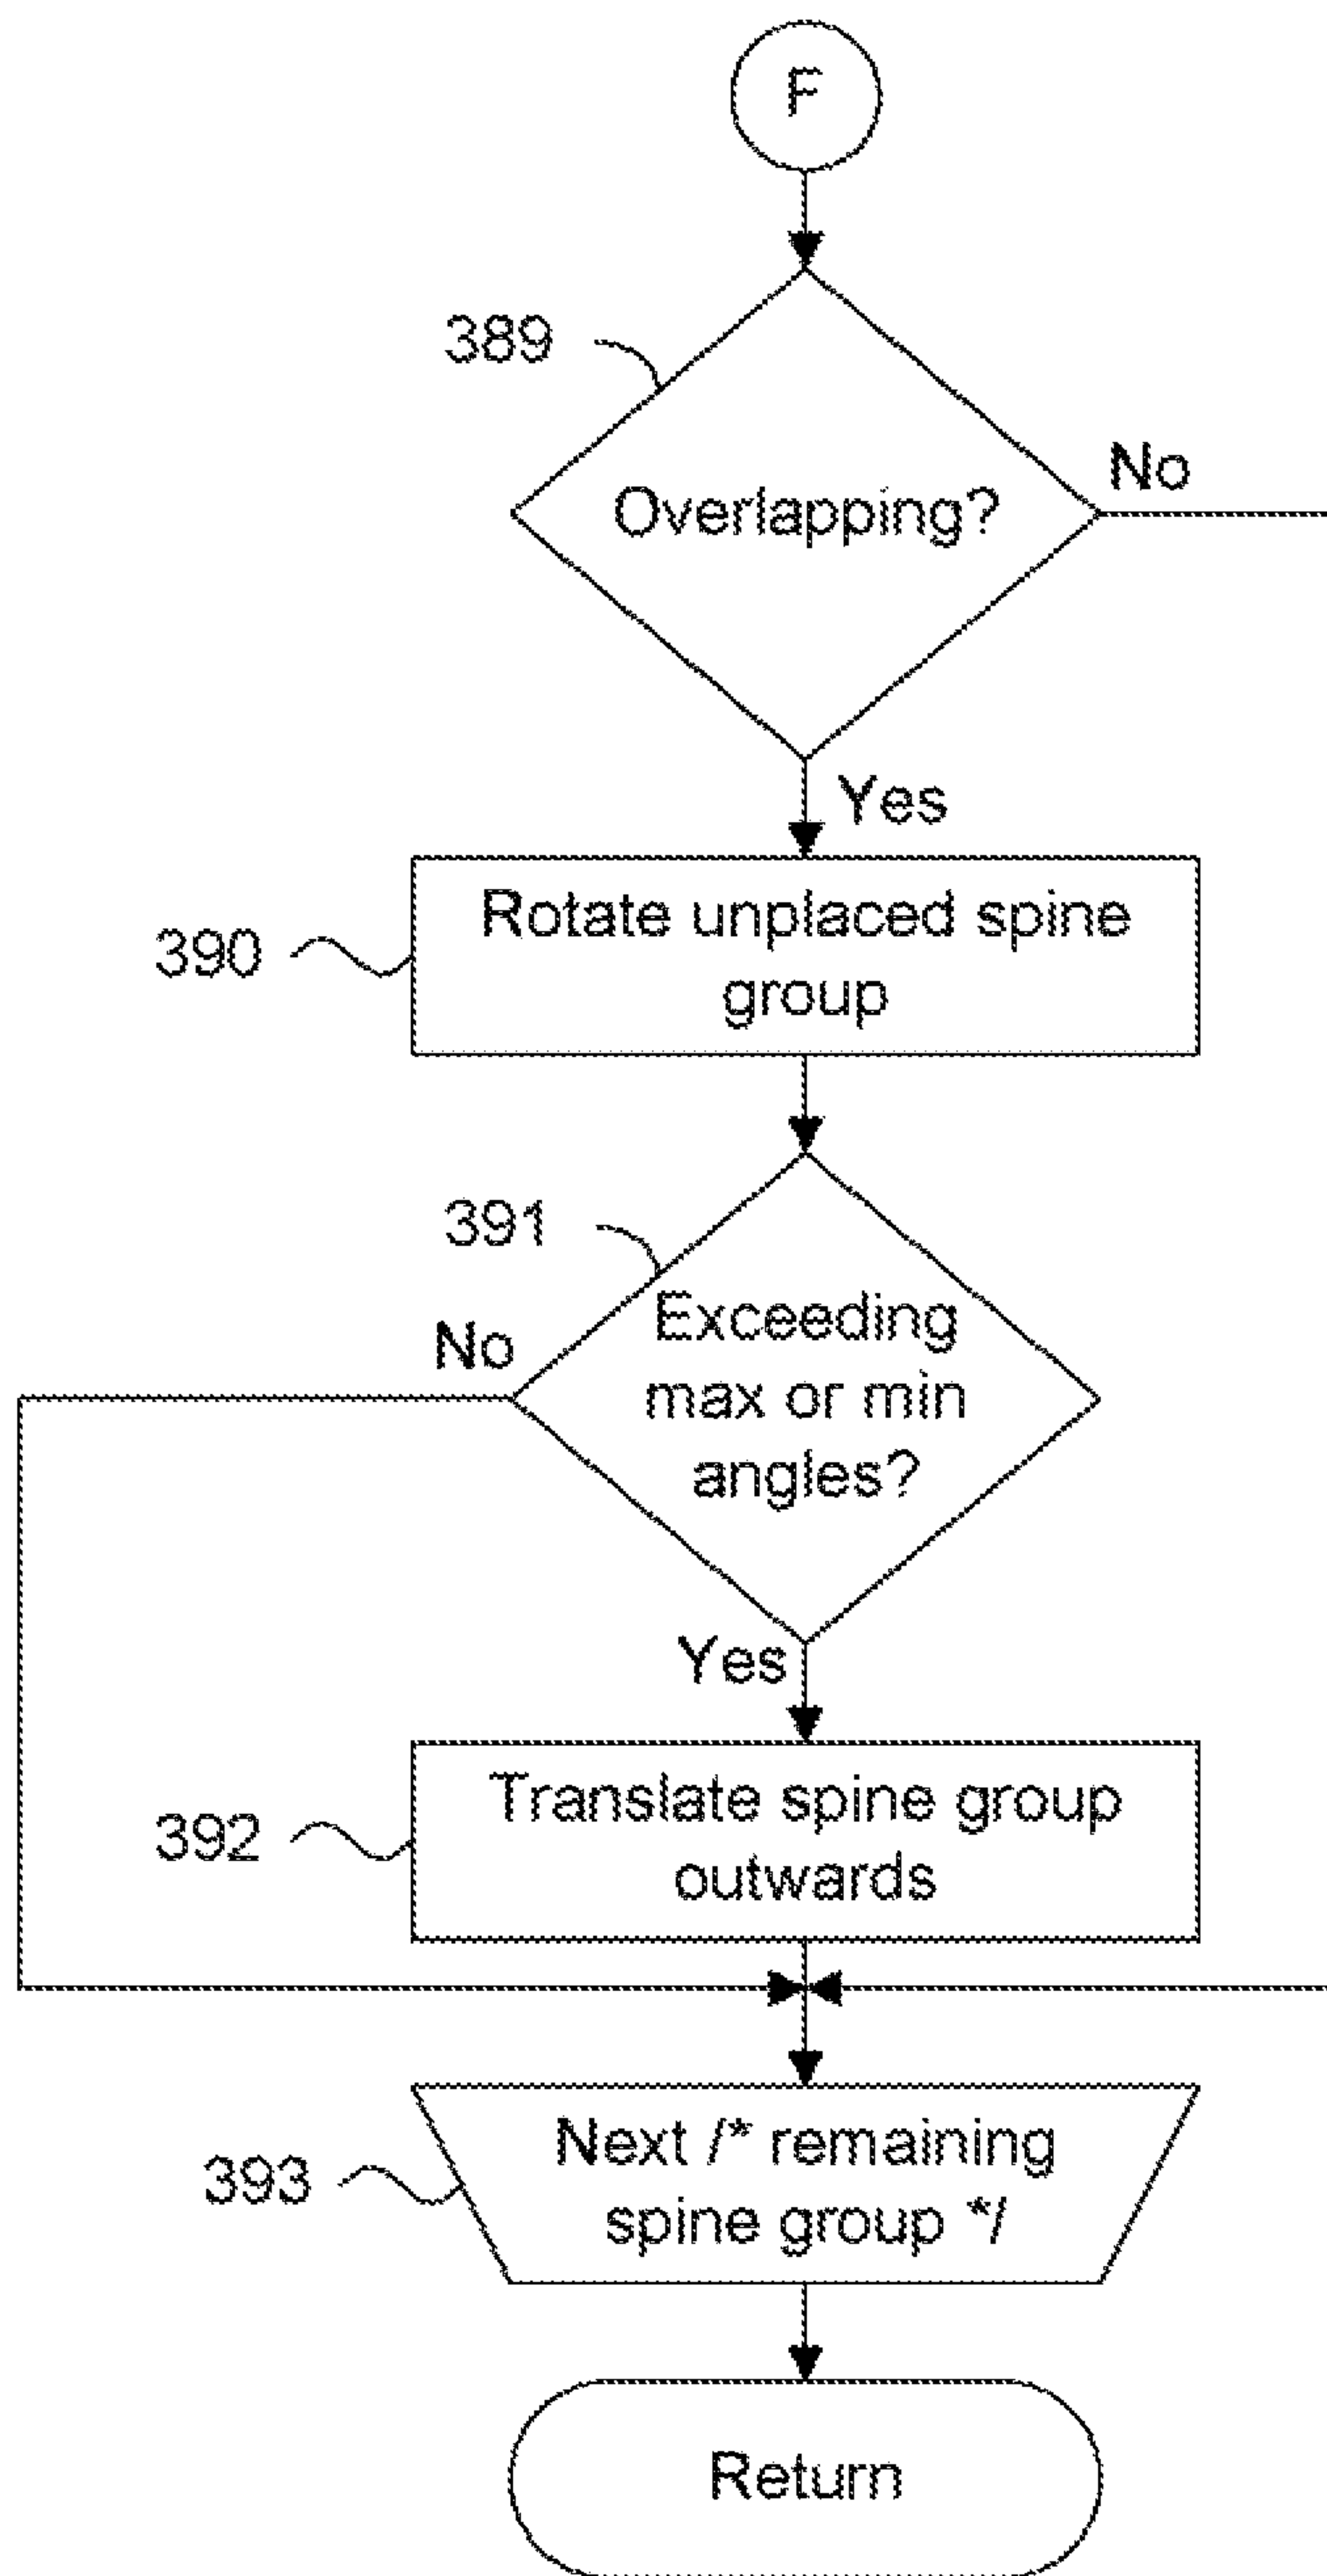 F
389
No
Overlapping?
Yes
Rotate unplaced spine
group
390
391
Exceeding
No
max or min
angles?
Yes
Translate spine group
outwards
392
Next /* remaining
spine group */
393
Return